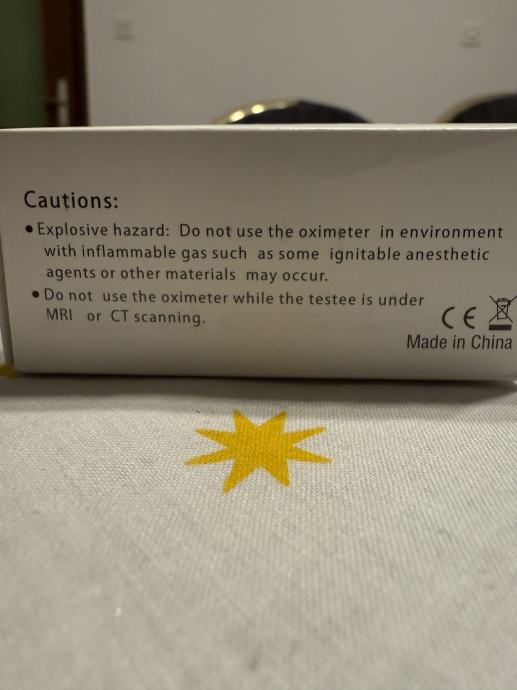 Cautions:
• Explosive hazard: Do not use the oximeter in environment
with inflammable gas such as some ignitable anesthetic
agents or other materials may occur.
• Do not use the oximeter while the testee is under
MRI or CT scanning.
CE
Made in China